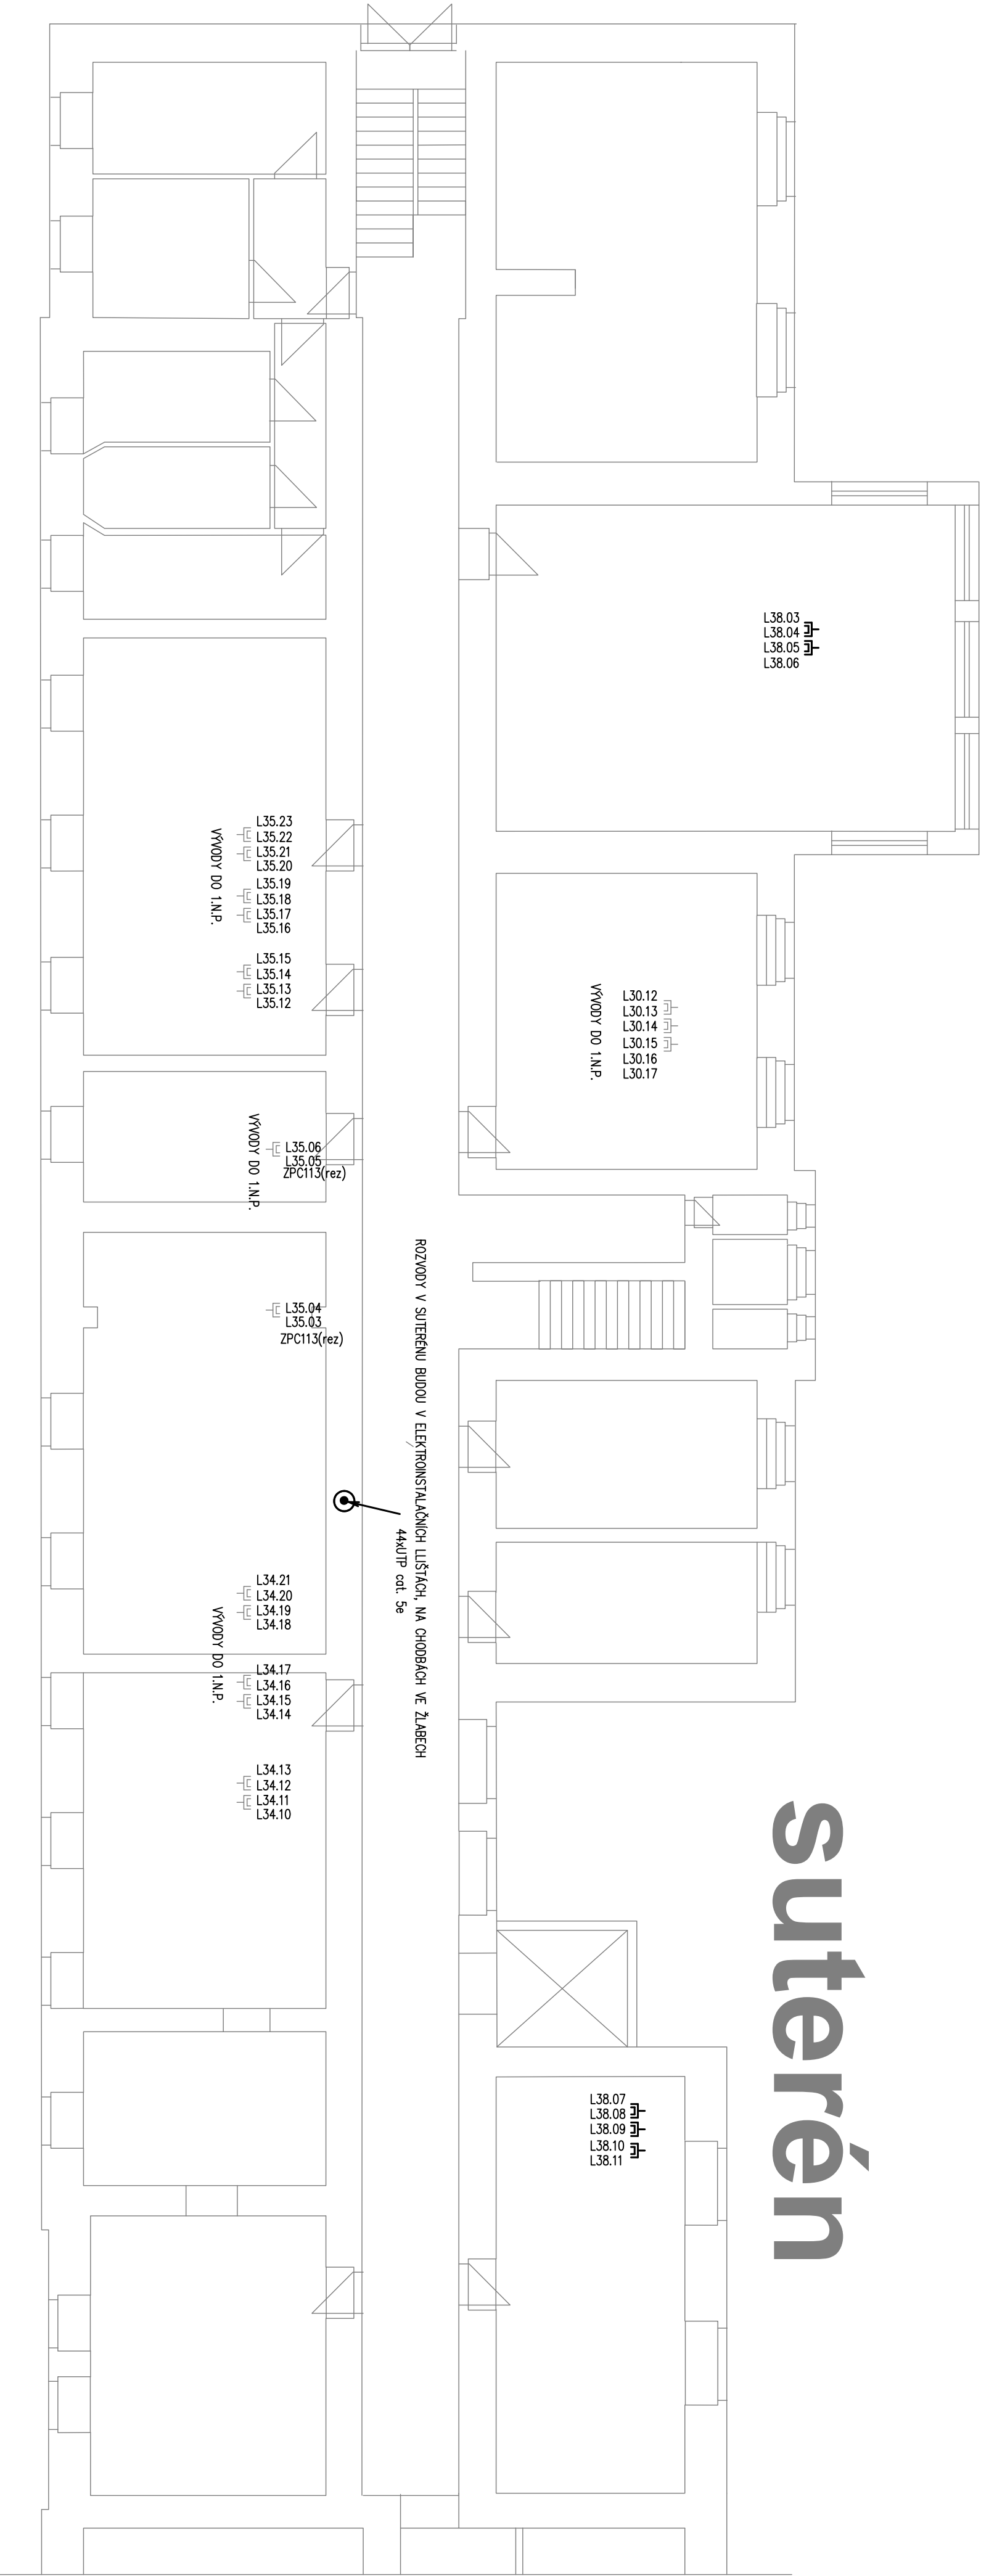 L38.03
L38.04
L38.05
L38.06
L35.23
L35.22
L35.21
L35.20
L35.19
L35.18
L35.17
L35.16
L35.15
L35.14
L35.13
L35.12
VÝVODY DO 1.N.P.
L30.12
L30.13
L30.14
L30.15
L30.16
L30.17
VÝVODY DO 1.N.P.
L35.06
L35.05
ZPC113(rez)
VÝVODY DO 1.N.P.
L35.04
L35.03
ZPC113(rez)
ROZVODY V SUTERÉNU BUDOU V ELEKTROINSTALAČNÍCH LLIŠTÁCH, NA CHODBÁCH VE ŽLABECH
44xUTP cat. 5e
L34.21
L34.20
L34.19
L34.18
VÝVODY DO 1.N.P.
L34.17
L34.16
L34.15
L34.14
L34.13
L34.12
L34.11
L34.10
suterén
L38.07
L38.08
L38.09
L38.10
L38.11